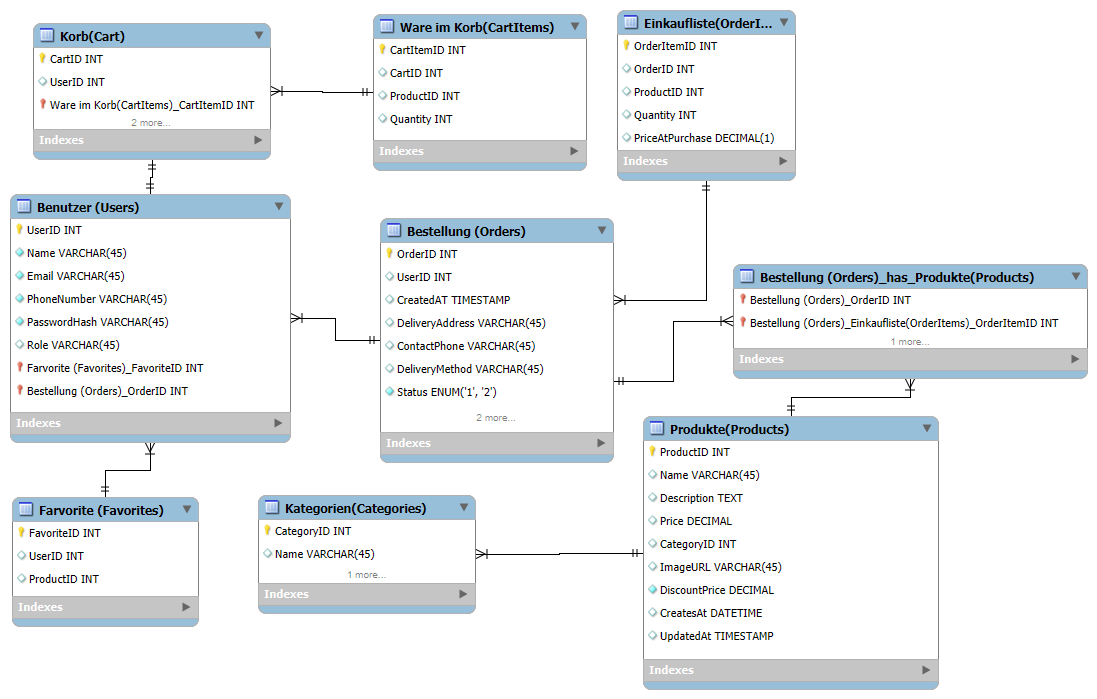 Korb(Cart)
CartID INT
UserID INT
Ware im Korb(CartItems)_CartItemID INT
2 more...
Indexes
Ware im Korb(CartItems)
CartItemID INT
CartID INT
ProductID INT
Quantity INT
Indexes
Einkaufliste(OrderI...
OrderItemID INT
OrderID INT
ProductID INT
Quantity INT
PriceAtPurchase DECIMAL(1)
Indexes
Benutzer (Users)
UserID INT
Name VARCHAR(45)
Email VARCHAR(45)
PhoneNumber VARCHAR(45)
PasswordHash VARCHAR(45)
Role VARCHAR(45)
Farvorite (Favorites)_FavoriteID INT
Bestellung (Orders)_OrderID INT
Indexes
Bestellung (Orders)
OrderID INT
UserID INT
CreatedAT TIMESTAMP
DeliveryAddress VARCHAR(45)
ContactPhone VARCHAR(45)
DeliveryMethod VARCHAR(45)
Status ENUM('1', '2')
2 more...
Indexes
Bestellung (Orders)_has_Produkte(Products)
Bestellung (Orders)_OrderID INT
Bestellung (Orders)_Einkaufliste(OrderItems)_OrderItemID INT
1 more...
Indexes
Farvorite (Favorites)
FavoriteID INT
UserID INT
ProductID INT
Indexes
Kategorien(Categories)
CategoryID INT
Name VARCHAR(45)
1 more...
Indexes
Produkte(Products)
ProductID INT
Name VARCHAR(45)
Description TEXT
Price DECIMAL
CategoryID INT
ImageURL VARCHAR(45)
DiscountPrice DECIMAL
CreatesAt DATETIME
UpdatedAt TIMESTAMP
Indexes